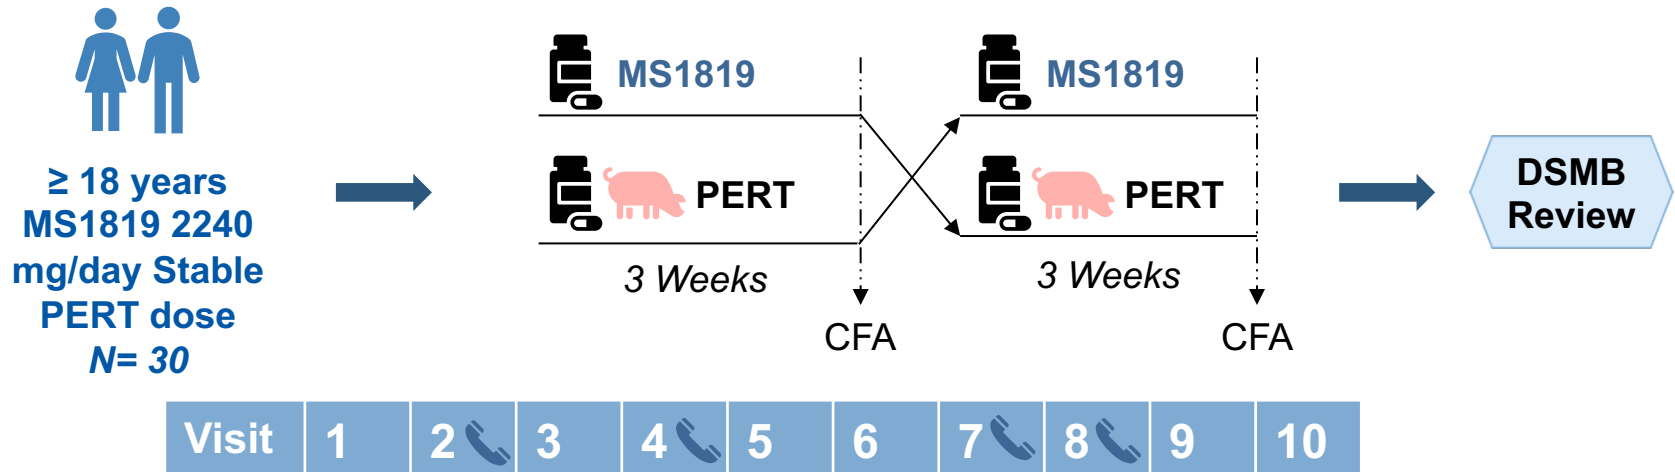 ≥ 18 years
MS1819 2240
mg/day Stable
PERT dose
N= 30
MS1819
PERT
3 Weeks
CFA
MS1819
PERT
3 Weeks
CFA
DSMB
Review
Visit 1 2 3 4 5 6 7 8 9 10